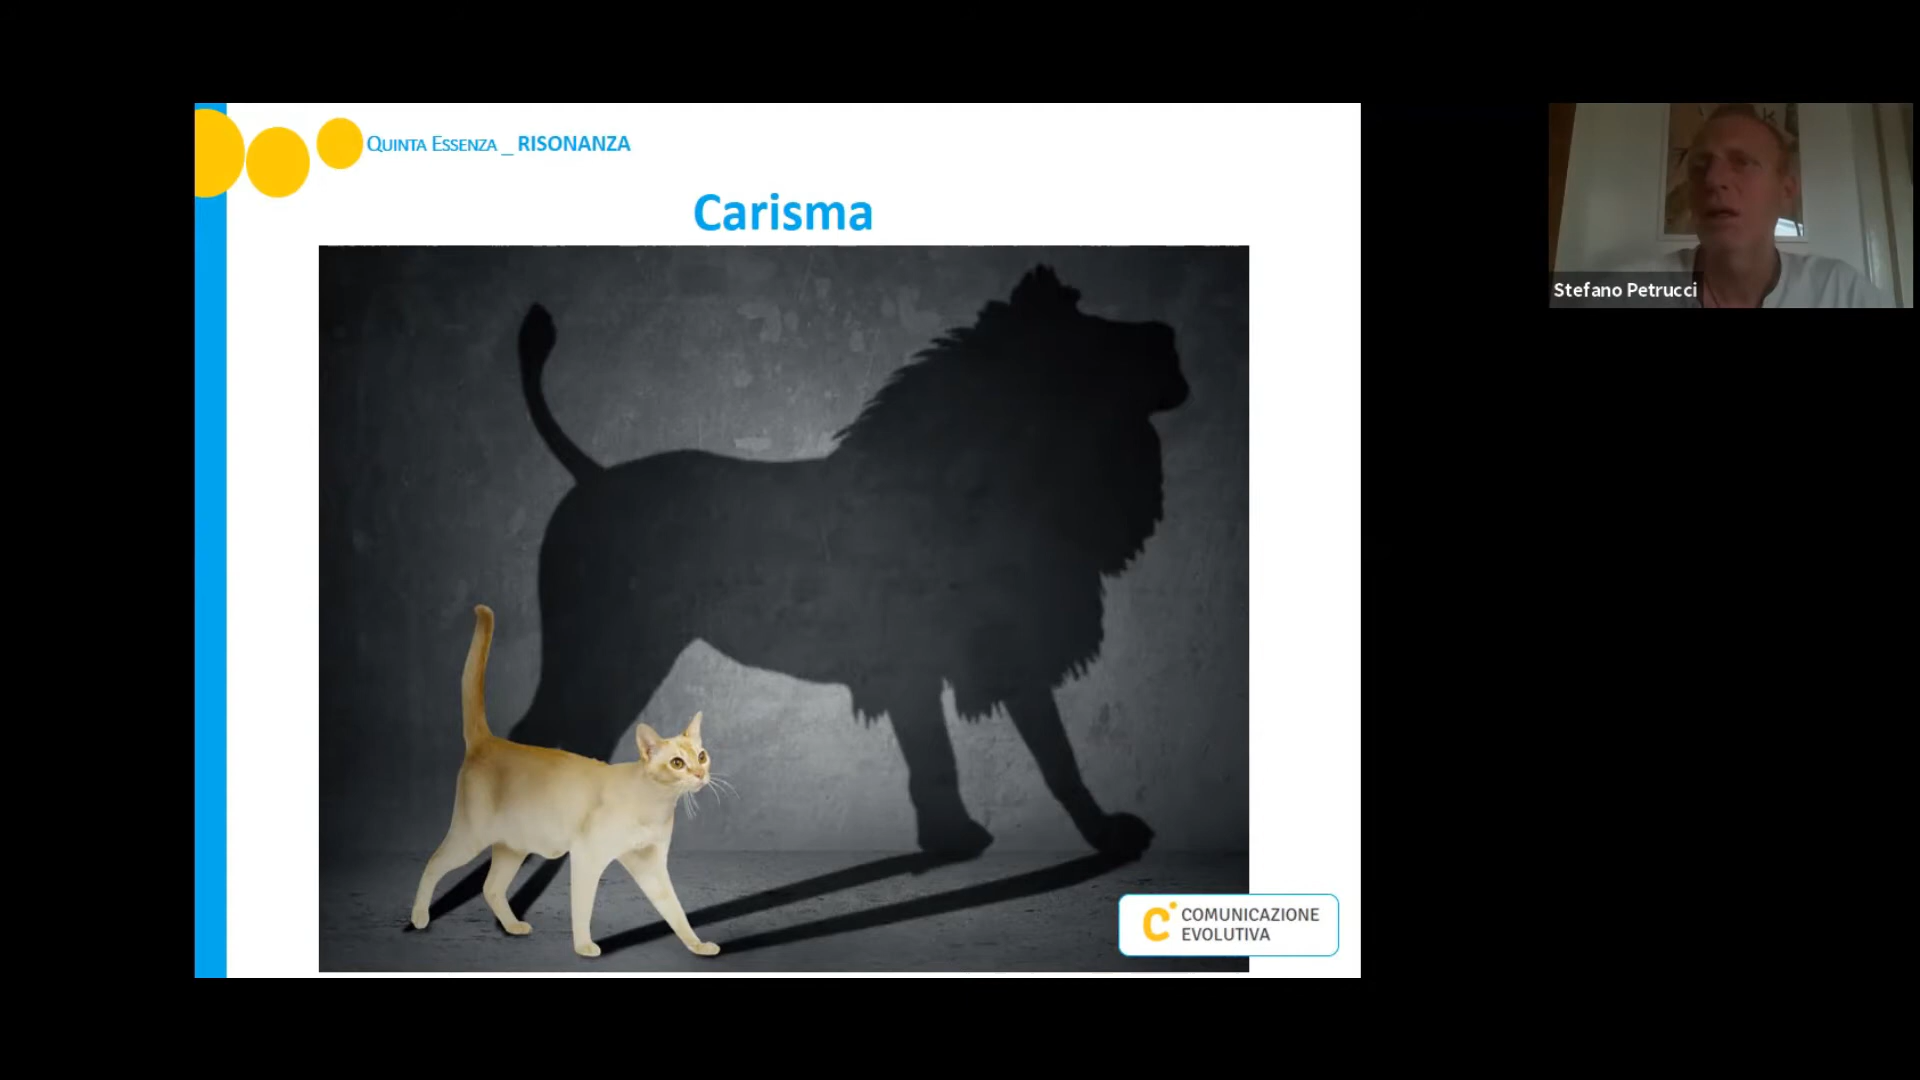 QUINTA ESSENZA _ RISONANZA
Carisma
COMUNICAZIONE
EVOLUTIVA
Stefano Petrucci